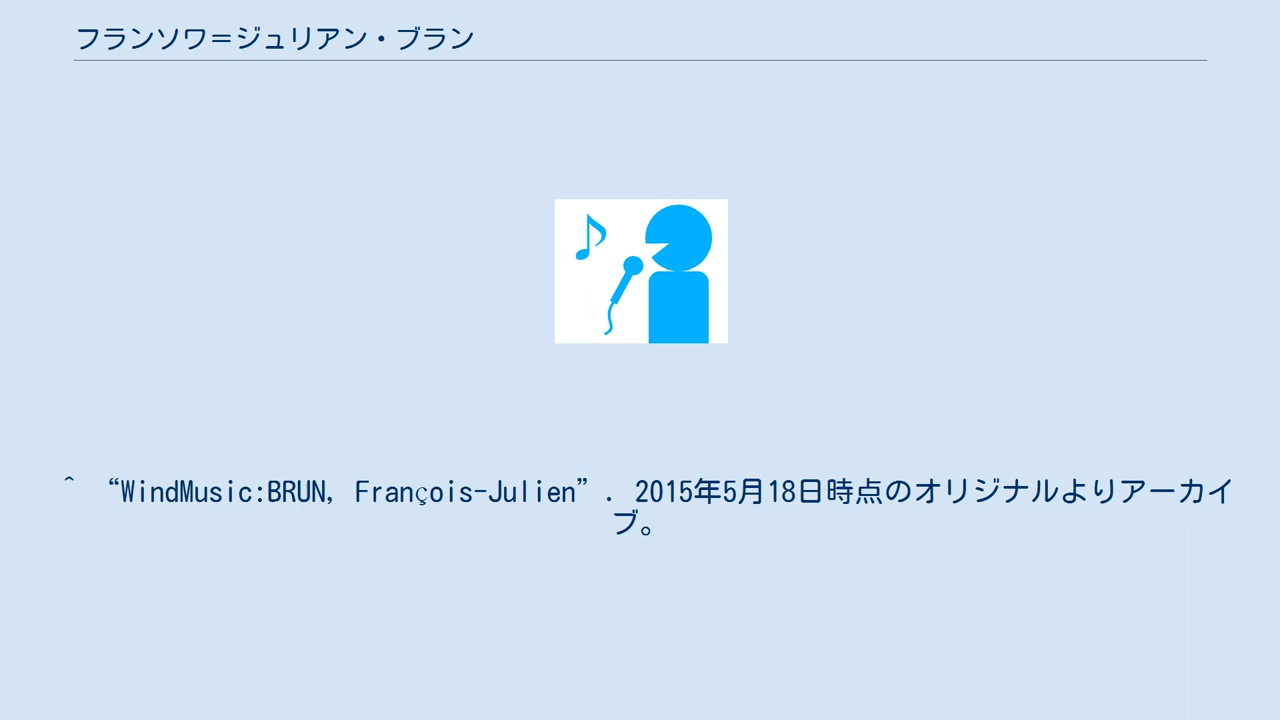 フランソワ＝ジュリアン・ブラン
^ “WindMusic:BRUN, François-Julien”. 2015年5月18日時点のオリジナルよりアーカイ
ブ。